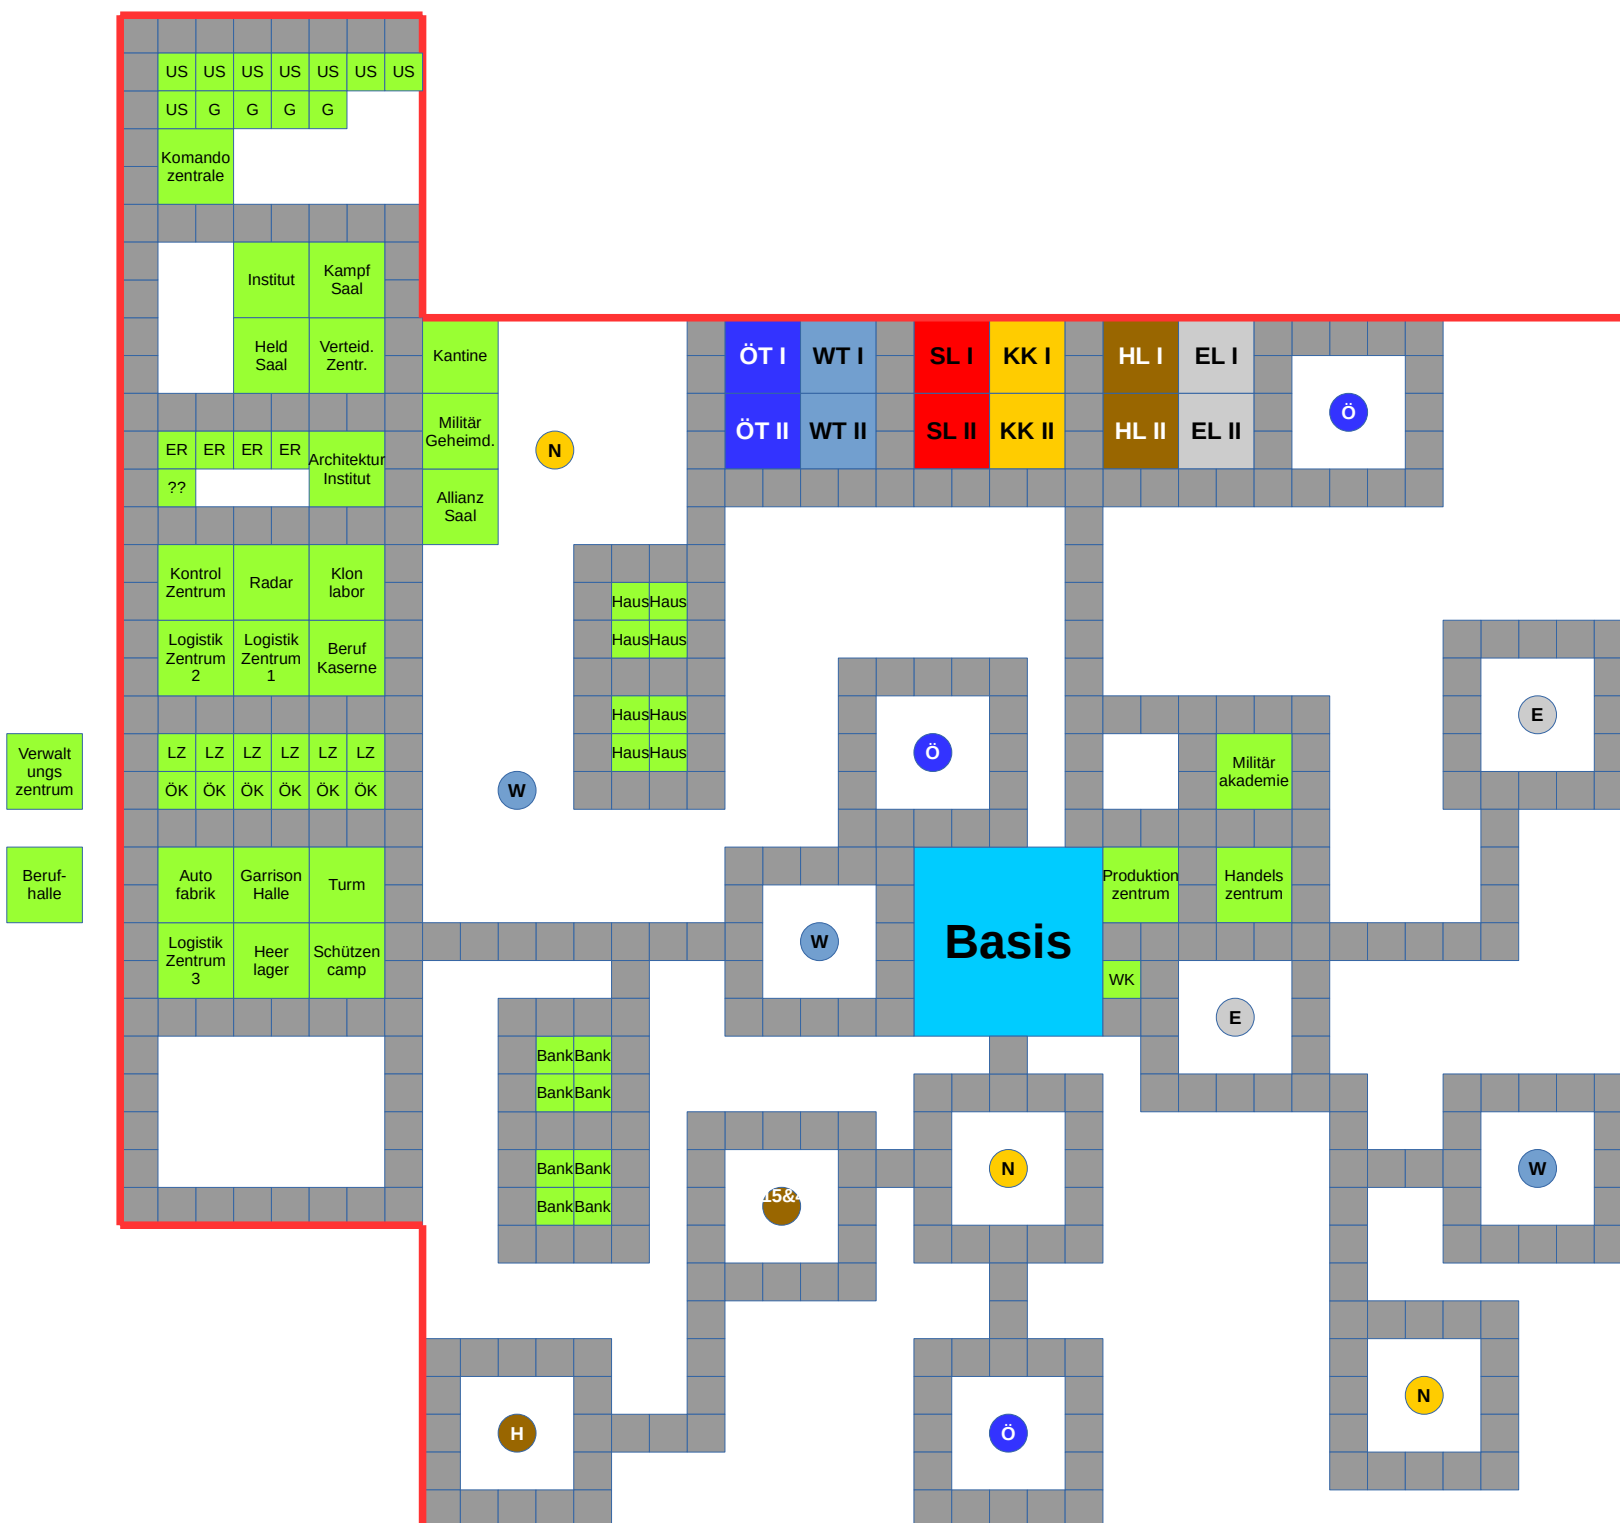 US US US US US US US
US G G G G
Komando
zentrale
Institut
Kampf
Saal
Held
Saal
Verteid.
Zentr.
Kantine
ÖT I WT I SL I KK I HL I EL I
Ö
Militär
Geheimd.
N
ÖT II WT II SL II KK II HL II EL II
ER ER ER ER
Architektur
Institut
??
Allianz
Saal
Kontrol
Zentrum
Radar
Klon
labor
Haus Haus
Haus Haus
Logistik
Zentrum
2
Logistik
Zentrum
1
Beruf
Kaserne
Haus Haus
Haus Haus
Ö
E
Verwalt
ungs
zentrum
LZ LZ LZ LZ LZ LZ
ÖK ÖK ÖK ÖK ÖK ÖK
W
Militär
akademie
Beruf-
halle
Auto
fabrik
Garrison
Halle
Turm
Produktion
zentrum
Handels
zentrum
Logistik
Zentrum
3
Heer
lager
Schützen
camp
W
Basis
WK
E
Bank Bank
Bank Bank
Bank Bank
Bank Bank
N
W
N
H
Ö